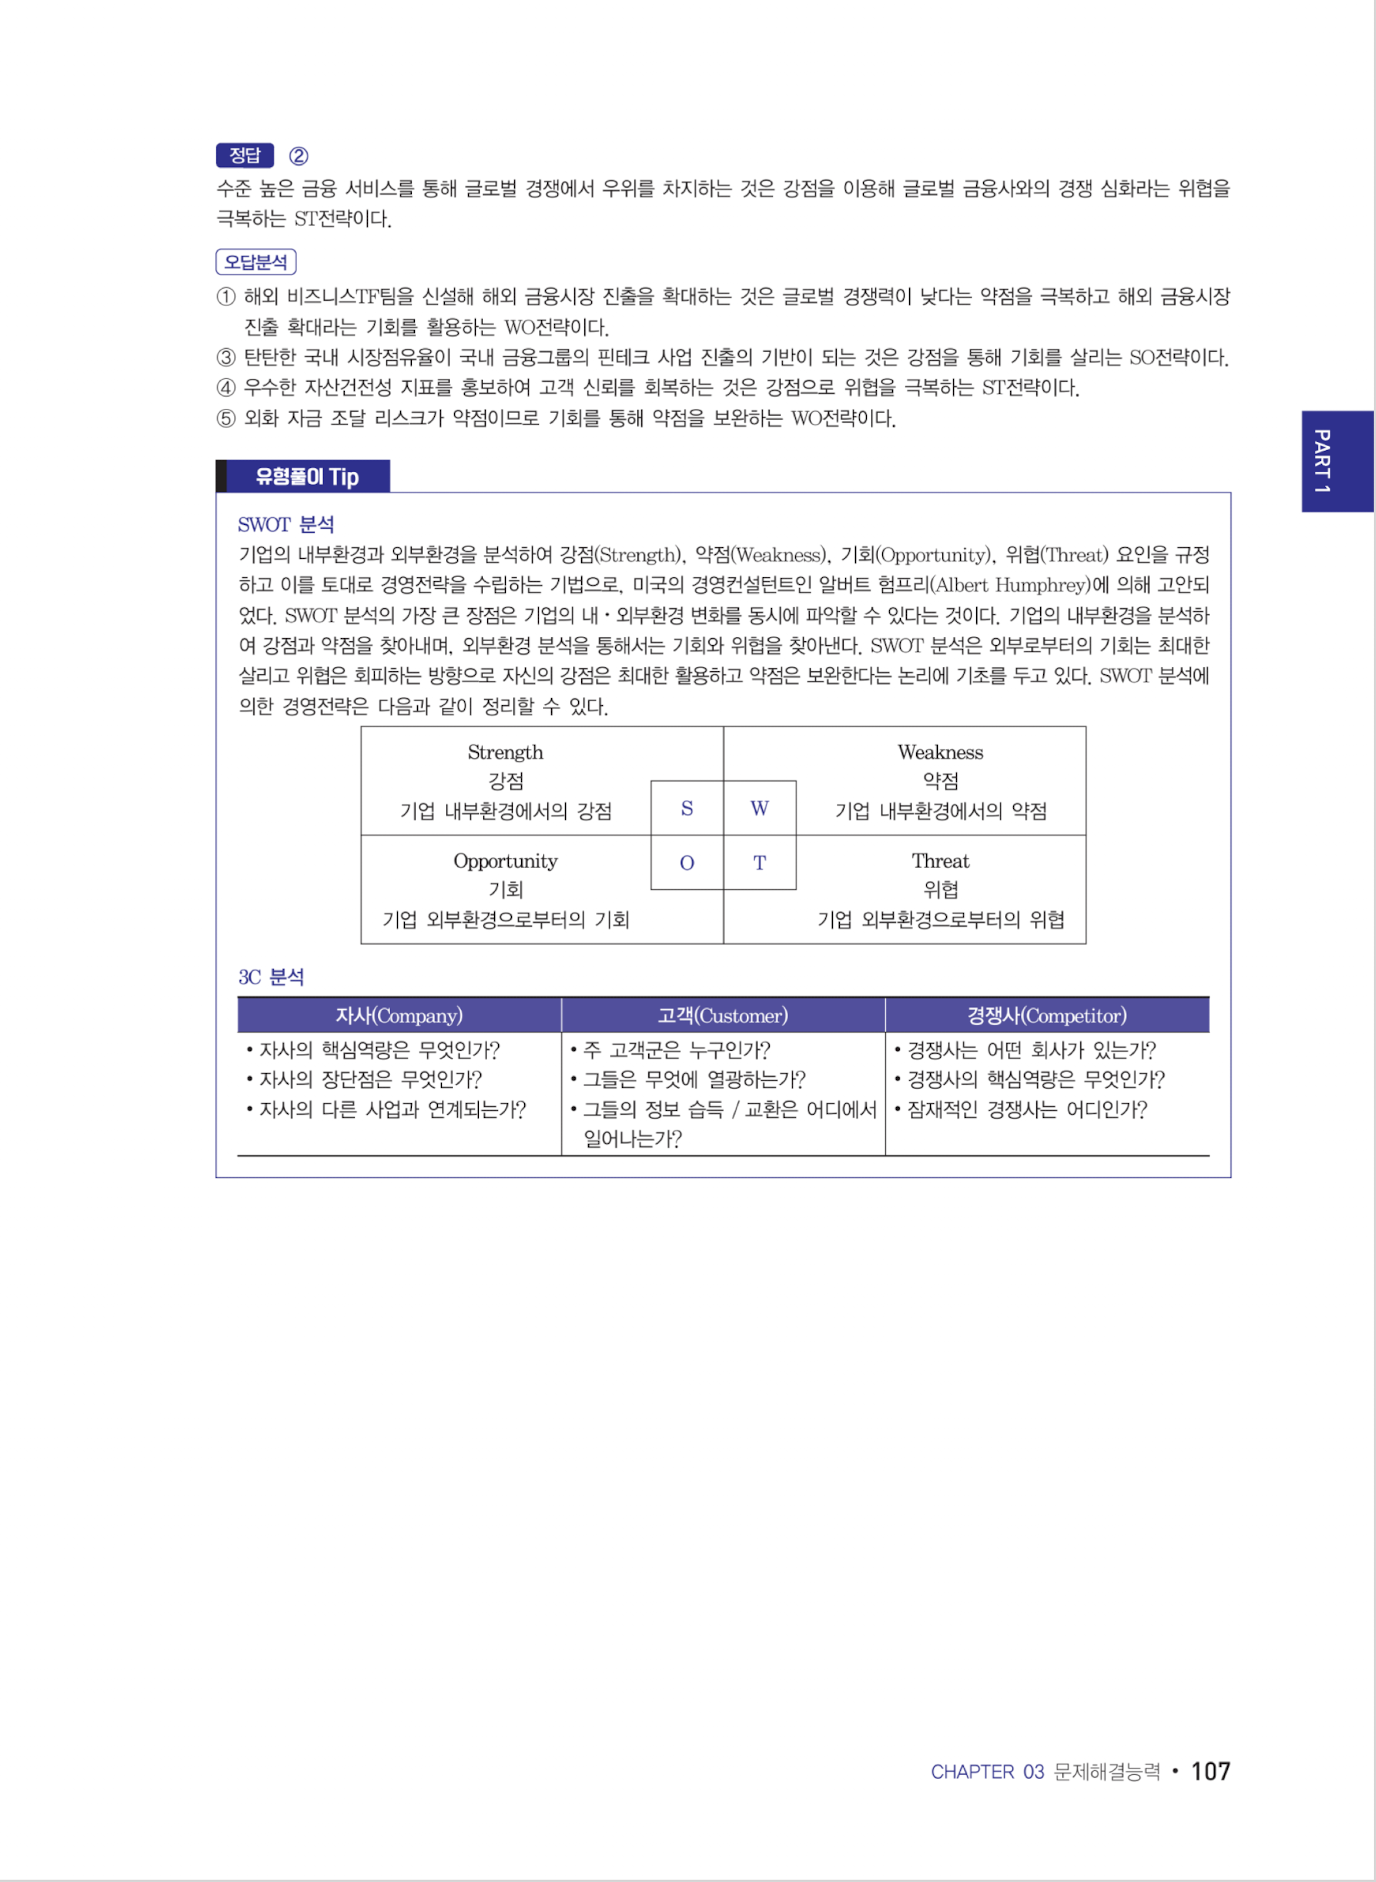 정답 ②
수준 높은 금융 서비스를 통해 글로벌 경쟁에서 우위를 차지하는 것은 강점을 이용해 글로벌 금융사와의 경쟁 심화라는 위협을
극복하는 ST전략이다.
오답분석
① 해외 비즈니스TF팀을 신설해 해외 금융시장 진출을 확대하는 것은 글로벌 경쟁력이 낮다는 약점을 극복하고 해외 금융시장
진출 확대라는 기회를 활용하는 WO전략이다.
③ 탄탄한 국내 시장점유율이 국내 금융그룹의 핀테크 사업 진출의 기반이 되는 것은 강점을 통해 기회를 살리는 SO전략이다.
④ 우수한 자산건전성 지표를 홍보하여 고객 신뢰를 회복하는 것은 강점으로 위협을 극복하는 ST전략이다.
⑤ 외화 자금 조달 리스크가 약점이므로 기회를 통해 약점을 보완하는 WO전략이다.
PART 1
유형풀이 Tip
SWOT 분석
기업의 내부환경과 외부환경을 분석하여 강점(Strength), 약점(Weakness), 기회(Opportunity), 위협(Threat) 요인을 규정
하고 이를 토대로 경영전략을 수립하는 기법으로, 미국의 경영컨설턴트인 알버트 험프리(Albert Humphrey)에 의해 고안되
었다. SWOT 분석의 가장 큰 장점은 기업의 내 · 외부환경 변화를 동시에 파악할 수 있다는 것이다. 기업의 내부환경을 분석하
여 강점과 약점을 찾아내며, 외부환경 분석을 통해서는 기회와 위협을 찾아낸다. SWOT 분석은 외부로부터의 기회는 최대한
살리고 위협은 회피하는 방향으로 자신의 강점은 최대한 활용하고 약점은 보완한다는 논리에 기초를 두고 있다. SWOT 분석에
의한 경영전략은 다음과 같이 정리할 수 있다.
Strength
강점
기업 내부환경에서의 강점
S
W
Weakness
약점
기업 내부환경에서의 약점
Opportunity
기회
기업 외부환경으로부터의 기회
O
T
Threat
위협
기업 외부환경으로부터의 위협
3C 분석
자사(Company)
고객(Customer)
경쟁사(Competitor)
• 자사의 핵심역량은 무엇인가?
• 자사의 장단점은 무엇인가?
• 자사의 다른 사업과 연계되는가?
• 주 고객군은 누구인가?
• 그들은 무엇에 열광하는가?
• 그들의 정보 습득 / 교환은 어디에서
일어나는가?
• 경쟁사는 어떤 회사가 있는가?
• 경쟁사의 핵심역량은 무엇인가?
• 잠재적인 경쟁사는 어디인가?
CHAPTER 03 문제해결능력 • 107